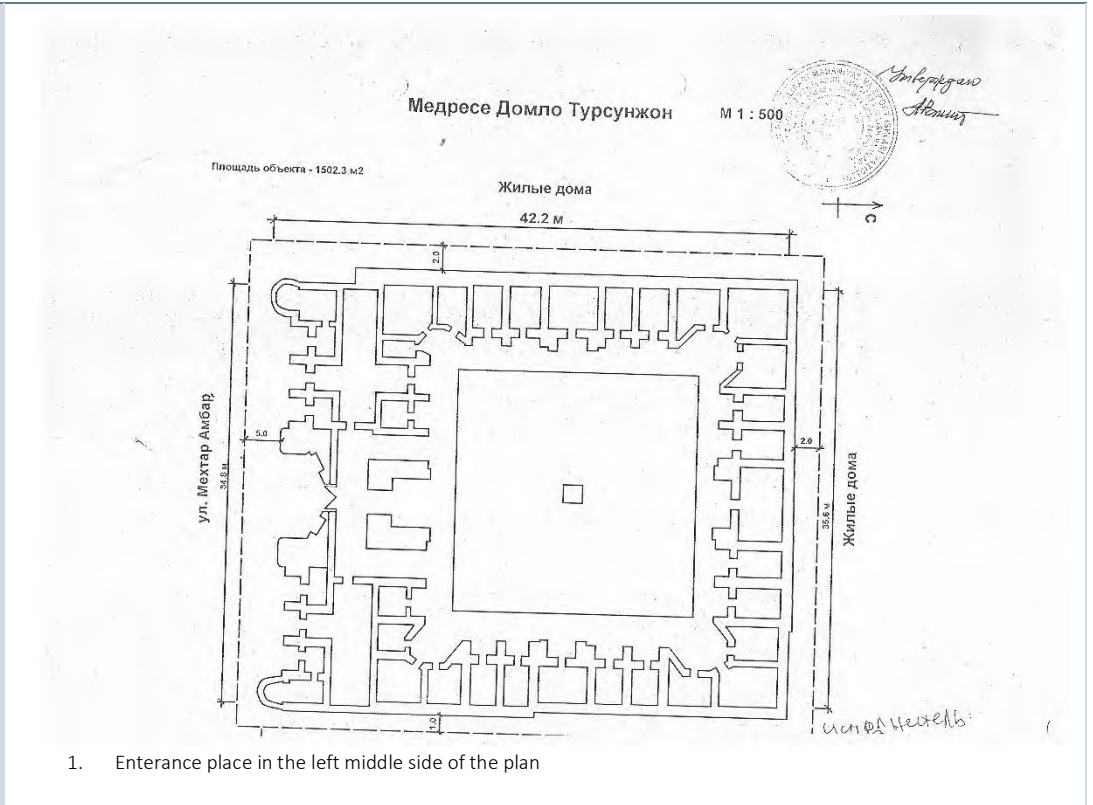 Утверждаю
Медресе Домло Турсунжон М 1 : 500
Площадь объекта - 1502.3 м2
Жилые дома
С
42.2 м
2.0
ул. Мехтар Амбар
34,8 м
5.0
2.0
35,6 м
Жилые дома
1,0
1. Enterance place in the left middle side of the plan